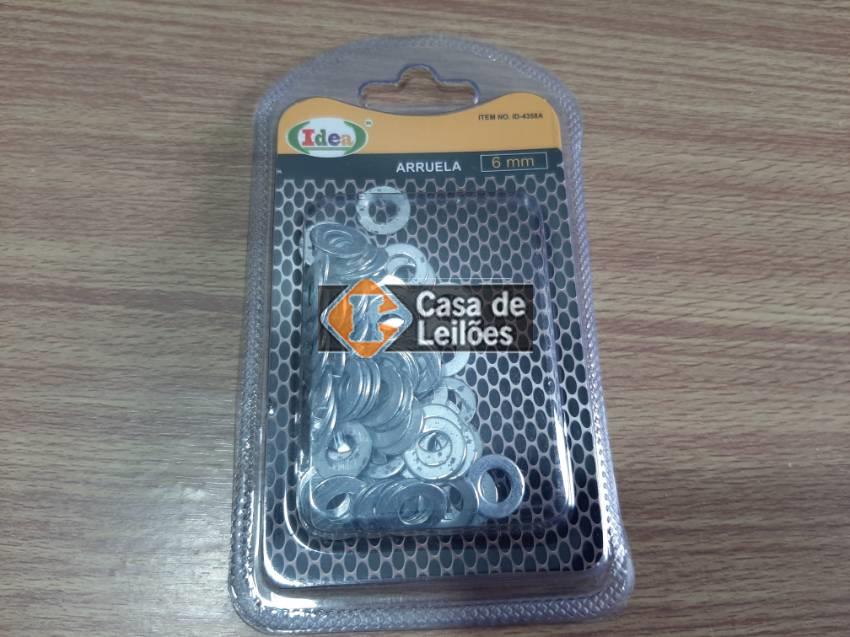 ITEM NO. ID-4358A
Idea
ARRUELA 6 mm
Casa de
Leilões